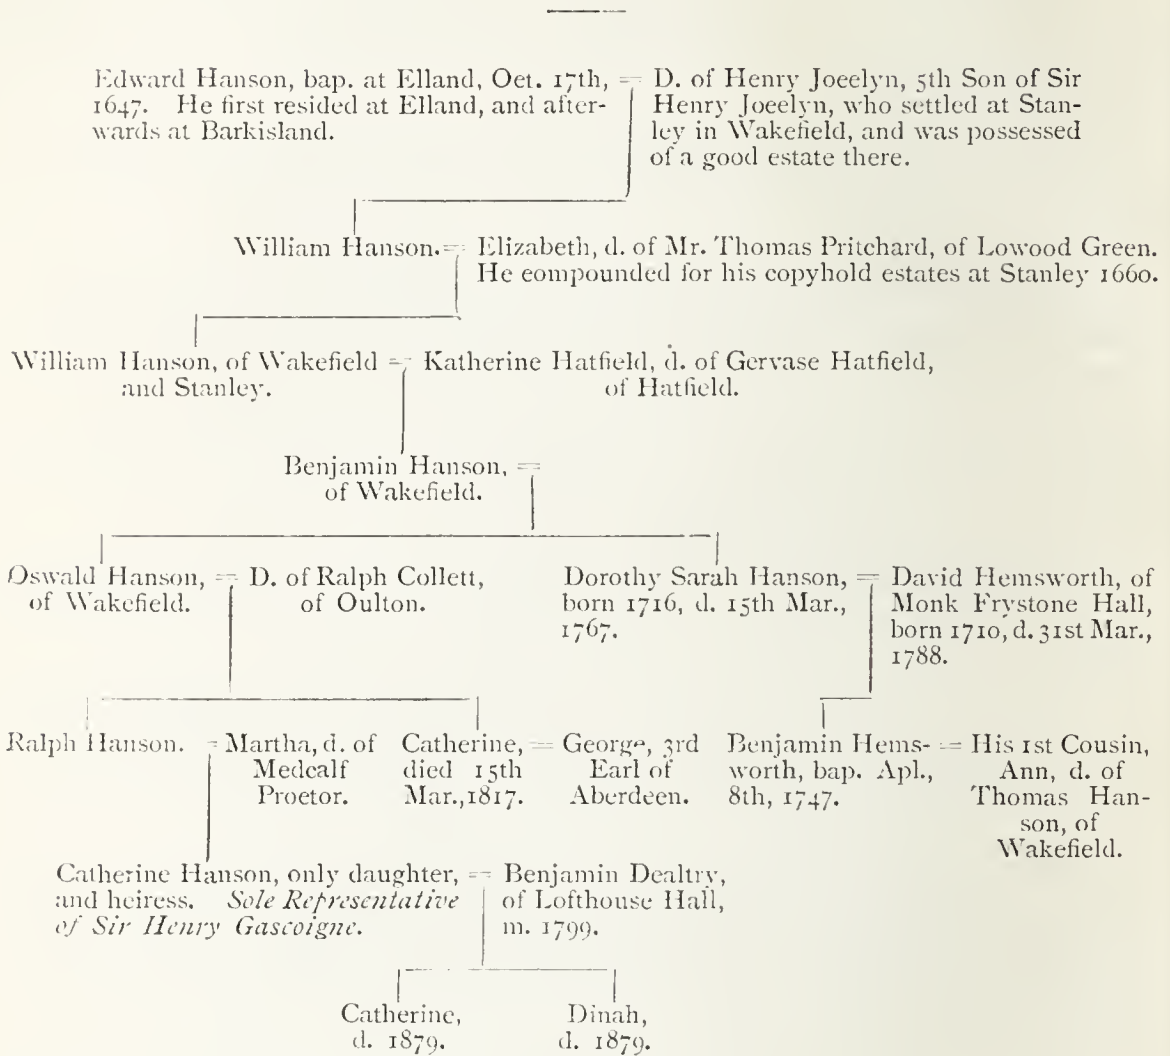 Edward Hanson, bap. at Elland, Oct. 17th,
1647. He first resided at Elland, and after-
wards at Barkisland.
= D. of Henry Jocelyn, 5th Son of Sir
Henry Jocelyn, who settled at Stan-
ley in Wakefield, and was possessed
of a good estate there.
William Hanson. = Elizabeth, d. of Mr. Thomas Pritchard, of Lowood Green.
He compounded for his copyhold estates at Stanley 1660.
William Hanson, of Wakefield
and Stanley.
= Katherine Hatfield, d. of Gervase Hatfield,
of Hatfield.
Benjamin Hanson, =
of Wakefield.
Oswald Hanson,
of Wakefield.
= D. of Ralph Collett,
of Oulton.
Dorothy Sarah Hanson,
born 1716, d. 15th Mar.,
1767.
= David Hemsworth, of
Monk Frystone Hall,
born 1710, d. 31st Mar.,
1788.
Ralph Hanson.
= Martha, d. of
Medcalf
Proctor.
Catherine,
died 15th
Mar., 1817.
= George, 3rd
Earl of
Aberdeen.
Benjamin Hems-
worth, bap. Apl.,
8th, 1747.
= His 1st Cousin,
Ann, d. of
Thomas Han-
son, of
Wakefield.
Catherine Hanson, only daughter,
and heiress. Sole Representative
of Sir Henry Gascoigne.
= Benjamin Dealtry,
of Lofthouse Hall,
m. 1799.
Catherine,
d. 1879.
Dinah,
d. 1879.